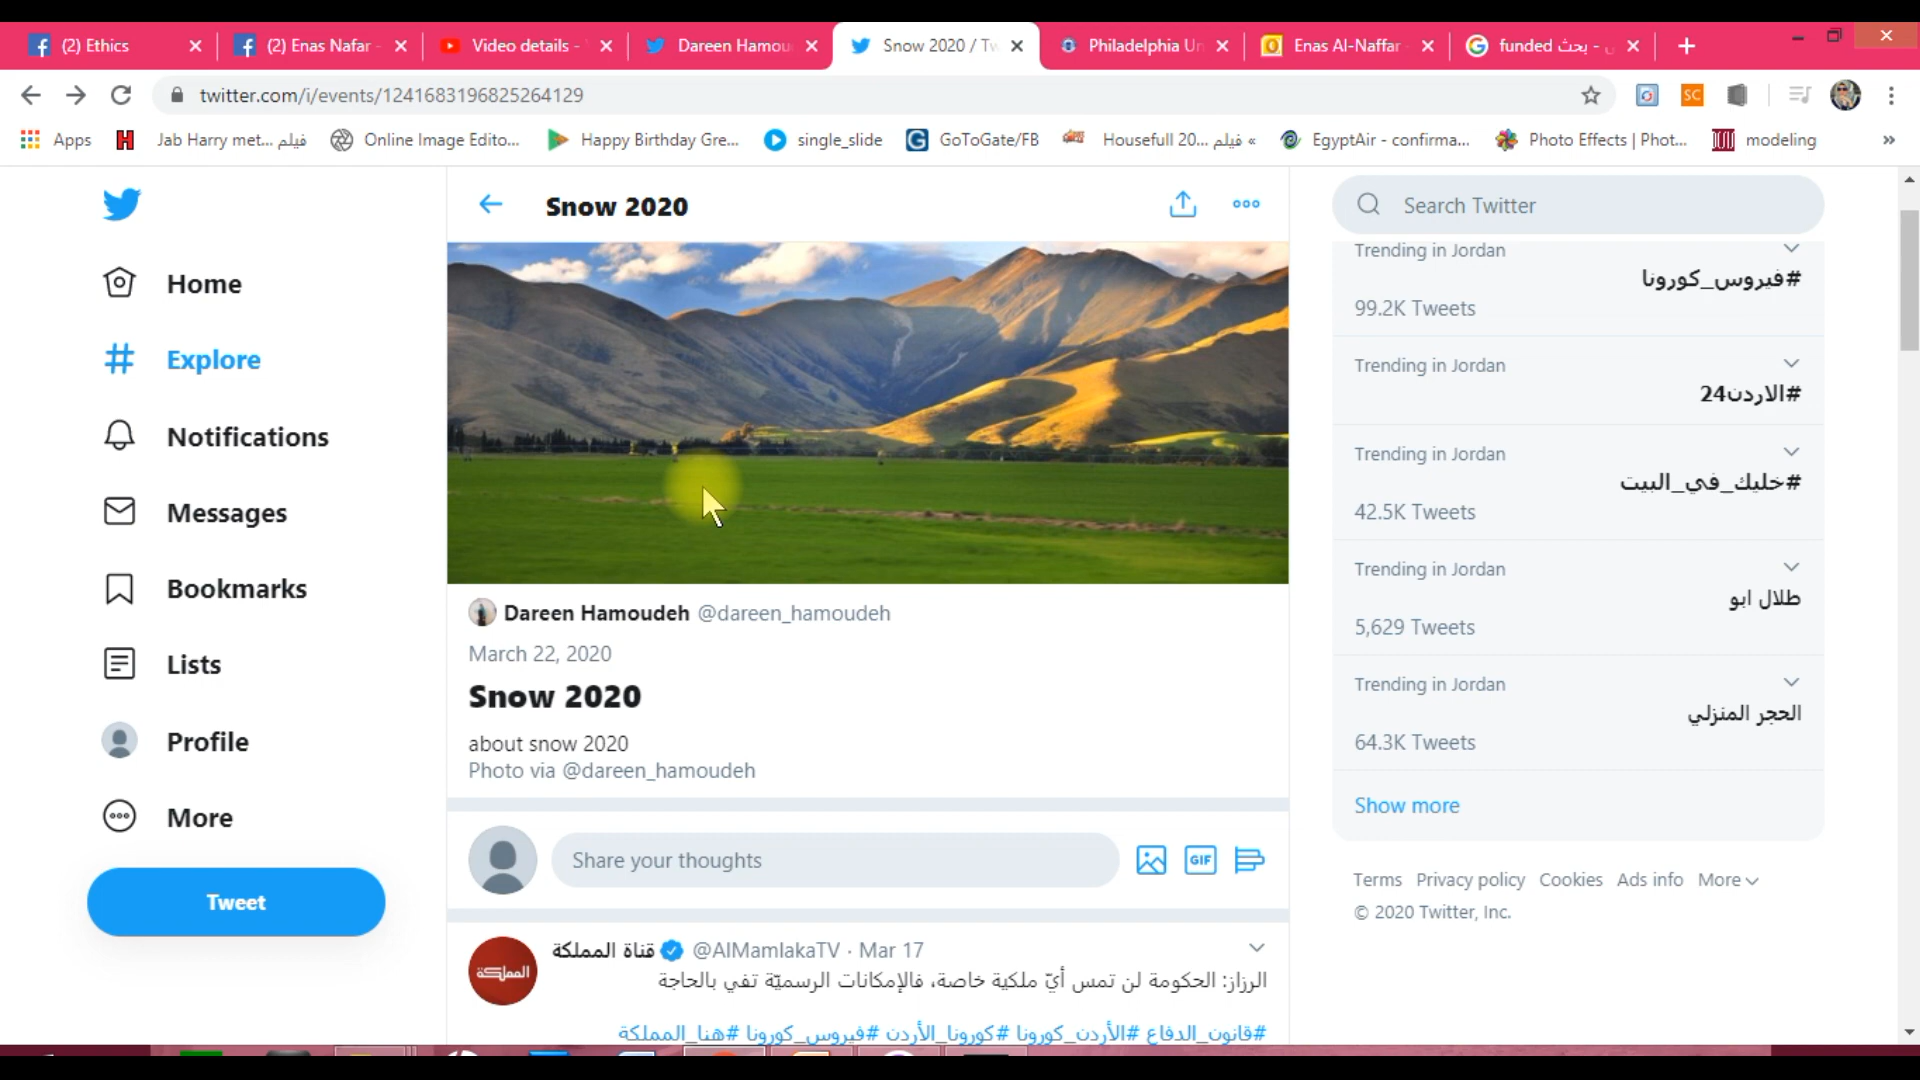 (2) Ethics
(2) Enas Nafar -
Video details -
Dareen Hamou
Snow 2020 / Tw
Philadelphia Un
Enas Al-Naffar
funded بحث -
twitter.com/i/events/1241683196825264129
SC
Apps
H
Jab Harry met... فيلم
Online Image Edito...
Happy Birthday Gre...
single_slide
GoToGate/FB
Housefull 20... فيلم »
EgyptAir - confirma...
Photo Effects | Phot...
modeling
Snow 2020
Search Twitter
Home
Explore
Notifications
Messages
Bookmarks
Lists
Profile
More
Tweet
Dareen Hamoudeh @dareen_hamoudeh
March 22, 2020
Snow 2020
about snow 2020
Photo via @dareen_hamoudeh
Share your thoughts
GIF
المملكة
قناة المملكة @AlMamlakaTV · Mar 17
الرزاز: الحكومة لن تمس أيّ ملكية خاصة، فالإمكانات الرسميّة تفي بالحاجة
#قانون_الدفاع #الأردن_كورونا #كورونا_الأردن #فيروس_كورونا #هنا_المملكة
Trending in Jordan
#فيروس_كورونا
99.2K Tweets
Trending in Jordan
#الاردن24
Trending in Jordan
#خليك_في_البيت
42.5K Tweets
Trending in Jordan
طلال ابو
5,629 Tweets
Trending in Jordan
الحجر المنزلي
64.3K Tweets
Show more
Terms Privacy policy Cookies Ads info More
© 2020 Twitter, Inc.